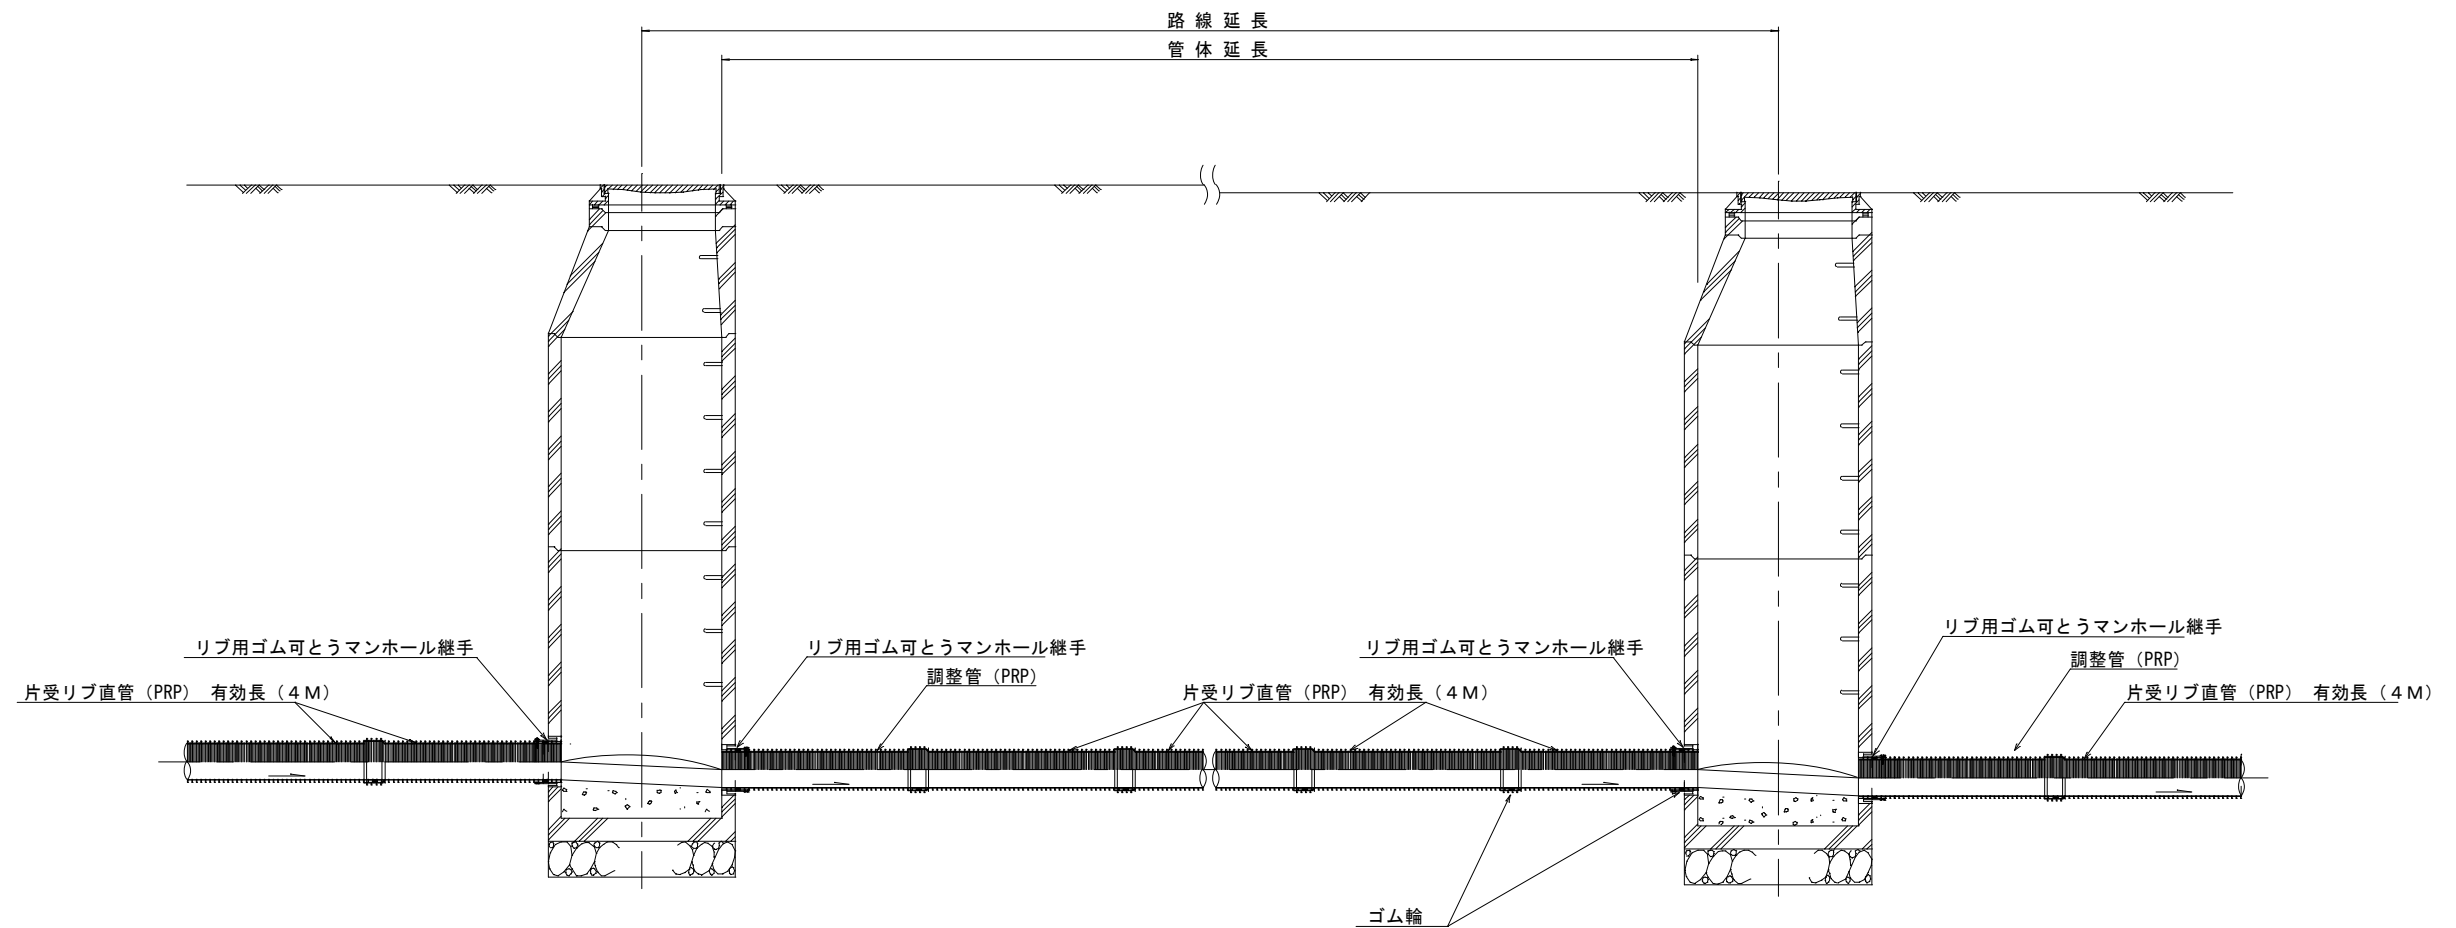 路 線 延 長
管 体 延 長
リブ用ゴム可とうマンホール継手
リブ用ゴム可とうマンホール継手
リブ用ゴム可とうマンホール継手
リブ用ゴム可とうマンホール継手
調整管 (PRP)
調整管 (PRP)
片受リブ直管 (PRP) 有効長 (４Ｍ)
片受リブ直管 (PRP) 有効長 (４Ｍ)
片受リブ直管 (PRP) 有効長 (４Ｍ)
ゴム輪